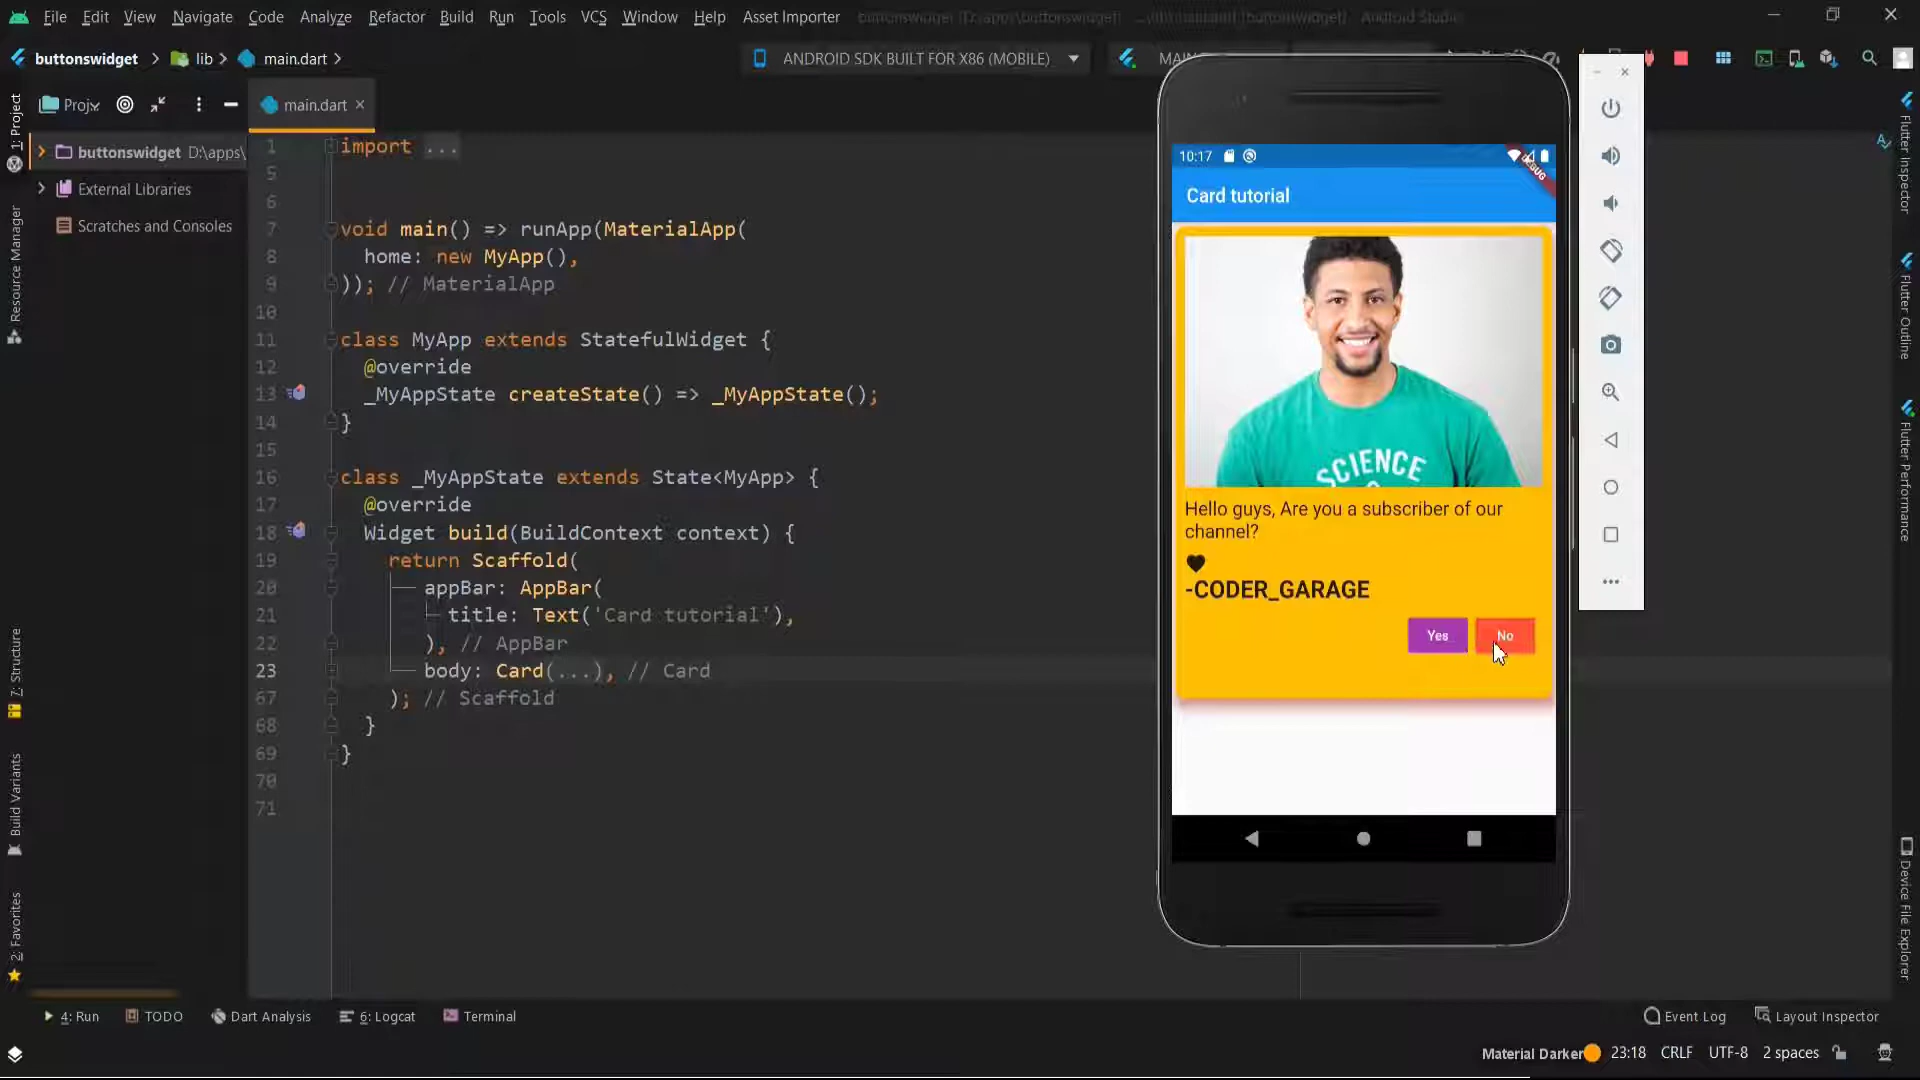 File Edit View Navigate Code Analyze Refactor Build Run Tools VCS Window Help Asset Importer
buttonswidget lib main.dart
ANDROID SDK BUILT FOR X86 (MOBILE)
Proj
main.dart
buttonswidget D:\apps\
External Libraries
Scratches and Consoles
1: Project
Resource Manager
7: Structure
Build Variants
2: Favorites
1 import ...
5
6
7 void main() => runApp(MaterialApp(
8 home: new MyApp(),
9 )); // MaterialApp
10
11 class MyApp extends StatefulWidget {
12 @override
13 _MyAppState createState() => _MyAppState();
14 }
15
16 class _MyAppState extends State<MyApp> {
17 @override
18 Widget build(BuildContext context) {
19 return Scaffold(
20 appBar: AppBar(
21 title: Text('Card tutorial'),
22 ), // AppBar
23 body: Card(...), // Card
67 ); // Scaffold
68 }
69 }
70
71
10:17
DEBUG
Card tutorial
SCIENCE
Hello guys, Are you a subscriber of our
channel?
-CODER_GARAGE
Yes No
Flutter Inspector
Flutter Outline
Flutter Performance
Device File Explorer
4: Run TODO Dart Analysis 6: Logcat Terminal
Event Log Layout Inspector
Material Darker 23:18 CRLF UTF-8 2 spaces